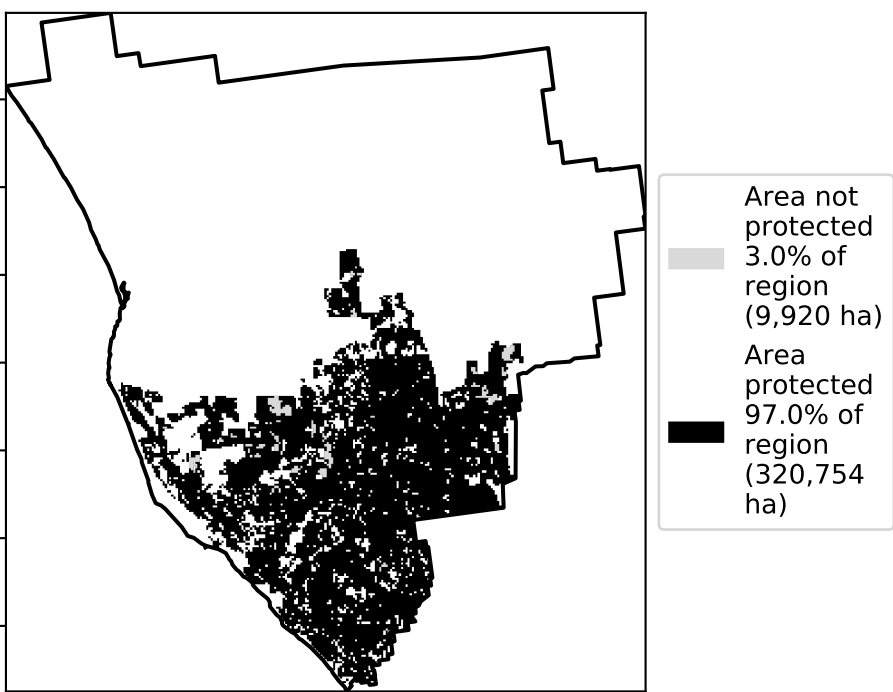 Area not
protected
3.0% of
region
(9,920 ha)
Area
protected
97.0% of
region
(320,754
ha)